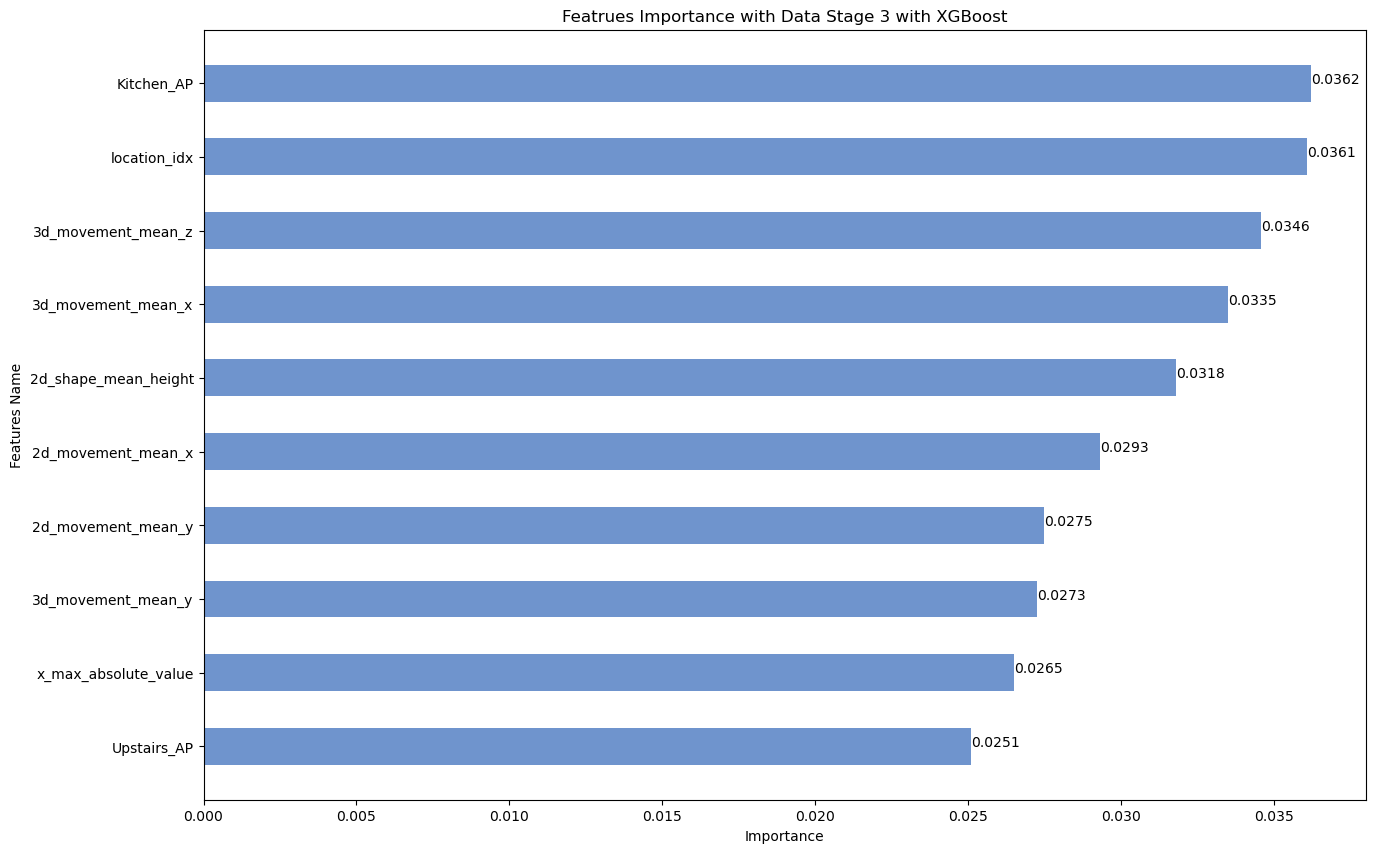 Featrues Importance with Data Stage 3 with XGBoost
Features Name
Kitchen_AP
0.0362
location_idx
0.0361
3d_movement_mean_z
0.0346
3d_movement_mean_x
0.0335
2d_shape_mean_height
0.0318
2d_movement_mean_x
0.0293
2d_movement_mean_y
0.0275
3d_movement_mean_y
0.0273
x_max_absolute_value
0.0265
Upstairs_AP
0.0251
0.000 0.005 0.010 0.015 0.020 0.025 0.030 0.035
Importance